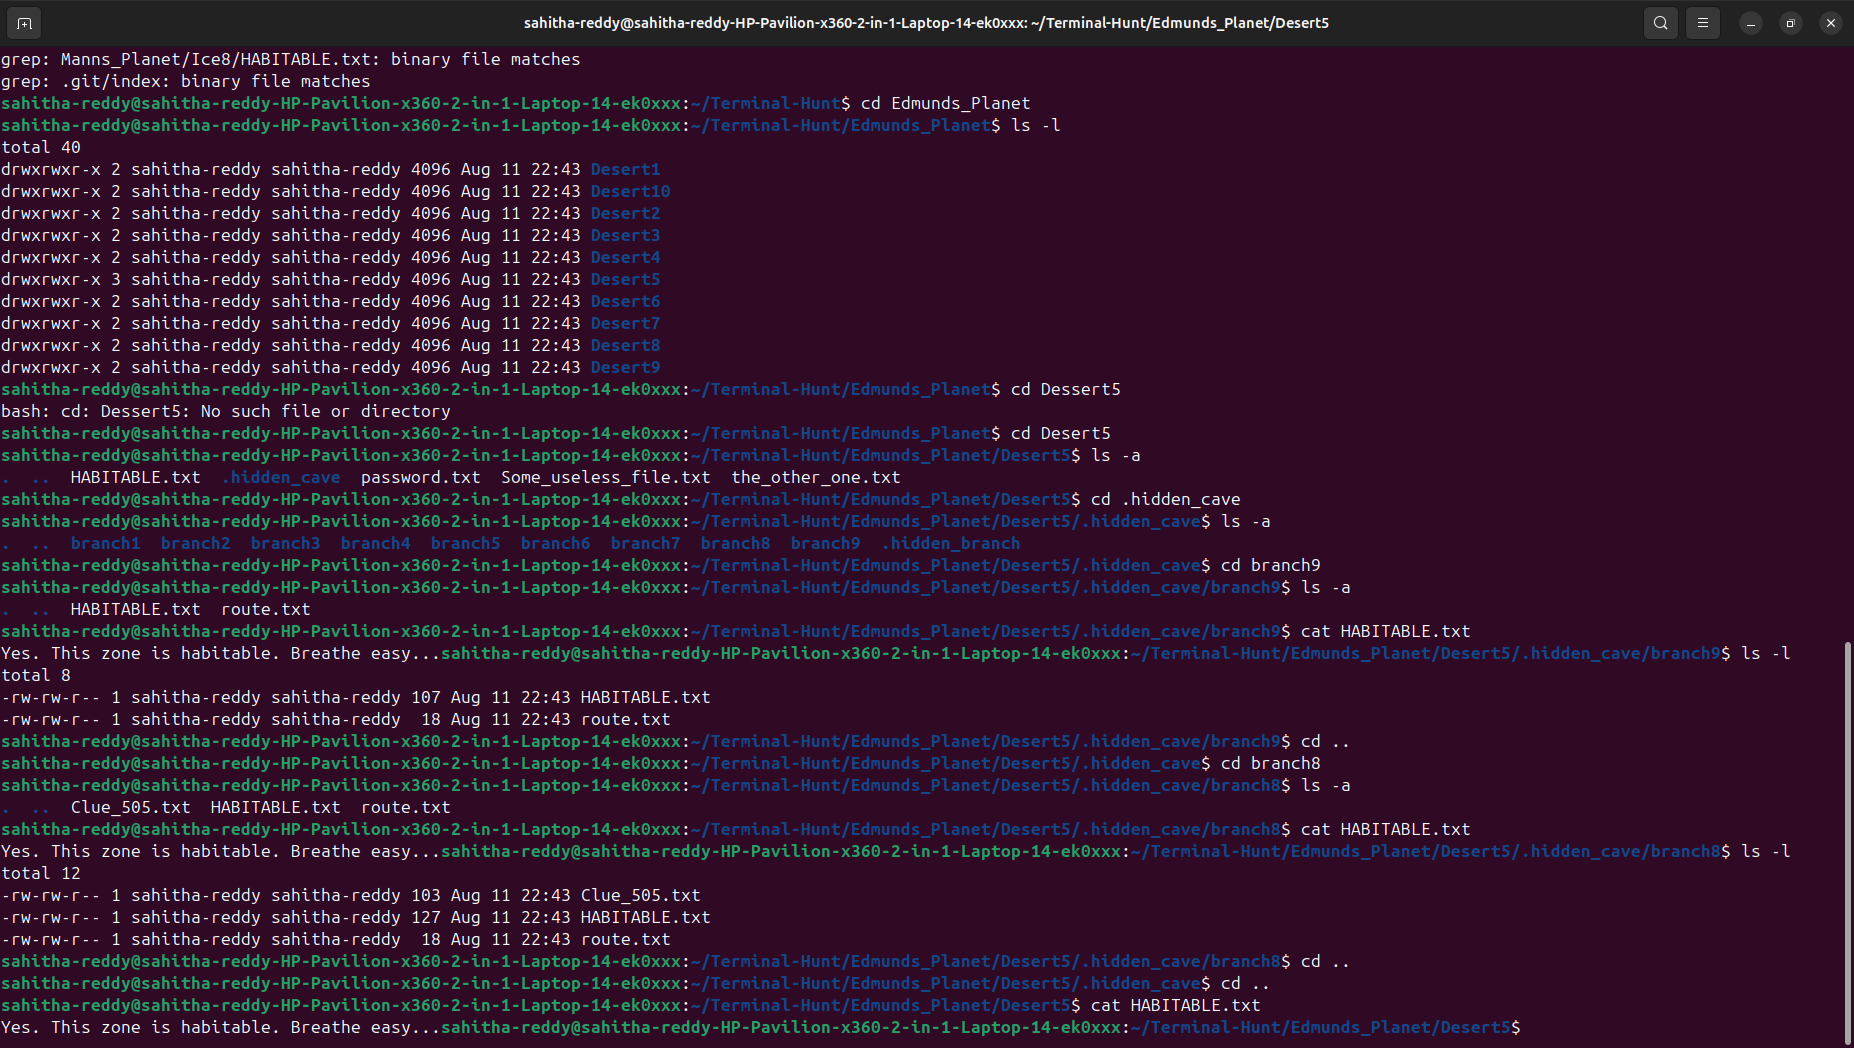 sahitha-reddy@sahitha-reddy-HP-Pavilion-x360-2-in-1-Laptop-14-ek0xxx: ~/Terminal-Hunt/Edmunds_Planet/Desert5
grep: Manns_Planet/Ice8/HABITABLE.txt: binary file matches
grep: .git/index: binary file matches
sahitha-reddy@sahitha-reddy-HP-Pavilion-x360-2-in-1-Laptop-14-ek0xxx:~/Terminal-Hunt$ cd Edmunds_Planet
sahitha-reddy@sahitha-reddy-HP-Pavilion-x360-2-in-1-Laptop-14-ek0xxx:~/Terminal-Hunt/Edmunds_Planet$ ls -l
total 40
drwxrwxr-x 2 sahitha-reddy sahitha-reddy 4096 Aug 11 22:43 Desert1
drwxrwxr-x 2 sahitha-reddy sahitha-reddy 4096 Aug 11 22:43 Desert10
drwxrwxr-x 2 sahitha-reddy sahitha-reddy 4096 Aug 11 22:43 Desert2
drwxrwxr-x 2 sahitha-reddy sahitha-reddy 4096 Aug 11 22:43 Desert3
drwxrwxr-x 2 sahitha-reddy sahitha-reddy 4096 Aug 11 22:43 Desert4
drwxrwxr-x 3 sahitha-reddy sahitha-reddy 4096 Aug 11 22:43 Desert5
drwxrwxr-x 2 sahitha-reddy sahitha-reddy 4096 Aug 11 22:43 Desert6
drwxrwxr-x 2 sahitha-reddy sahitha-reddy 4096 Aug 11 22:43 Desert7
drwxrwxr-x 2 sahitha-reddy sahitha-reddy 4096 Aug 11 22:43 Desert8
drwxrwxr-x 2 sahitha-reddy sahitha-reddy 4096 Aug 11 22:43 Desert9
sahitha-reddy@sahitha-reddy-HP-Pavilion-x360-2-in-1-Laptop-14-ek0xxx:~/Terminal-Hunt/Edmunds_Planet$ cd Dessert5
bash: cd: Dessert5: No such file or directory
sahitha-reddy@sahitha-reddy-HP-Pavilion-x360-2-in-1-Laptop-14-ek0xxx:~/Terminal-Hunt/Edmunds_Planet$ cd Desert5
sahitha-reddy@sahitha-reddy-HP-Pavilion-x360-2-in-1-Laptop-14-ek0xxx:~/Terminal-Hunt/Edmunds_Planet/Desert5$ ls -a
.  ..  HABITABLE.txt  .hidden_cave  password.txt  Some_useless_file.txt  the_other_one.txt
sahitha-reddy@sahitha-reddy-HP-Pavilion-x360-2-in-1-Laptop-14-ek0xxx:~/Terminal-Hunt/Edmunds_Planet/Desert5$ cd .hidden_cave
sahitha-reddy@sahitha-reddy-HP-Pavilion-x360-2-in-1-Laptop-14-ek0xxx:~/Terminal-Hunt/Edmunds_Planet/Desert5/.hidden_cave$ ls -a
.  ..  branch1  branch2  branch3  branch4  branch5  branch6  branch7  branch8  branch9  .hidden_branch
sahitha-reddy@sahitha-reddy-HP-Pavilion-x360-2-in-1-Laptop-14-ek0xxx:~/Terminal-Hunt/Edmunds_Planet/Desert5/.hidden_cave$ cd branch9
sahitha-reddy@sahitha-reddy-HP-Pavilion-x360-2-in-1-Laptop-14-ek0xxx:~/Terminal-Hunt/Edmunds_Planet/Desert5/.hidden_cave/branch9$ ls -a
.  ..  HABITABLE.txt  route.txt
sahitha-reddy@sahitha-reddy-HP-Pavilion-x360-2-in-1-Laptop-14-ek0xxx:~/Terminal-Hunt/Edmunds_Planet/Desert5/.hidden_cave/branch9$ cat HABITABLE.txt
Yes. This zone is habitable. Breathe easy...sahitha-reddy@sahitha-reddy-HP-Pavilion-x360-2-in-1-Laptop-14-ek0xxx:~/Terminal-Hunt/Edmunds_Planet/Desert5/.hidden_cave/branch9$ ls -l
total 8
-rw-rw-r-- 1 sahitha-reddy sahitha-reddy 107 Aug 11 22:43 HABITABLE.txt
-rw-rw-r-- 1 sahitha-reddy sahitha-reddy  18 Aug 11 22:43 route.txt
sahitha-reddy@sahitha-reddy-HP-Pavilion-x360-2-in-1-Laptop-14-ek0xxx:~/Terminal-Hunt/Edmunds_Planet/Desert5/.hidden_cave/branch9$ cd ..
sahitha-reddy@sahitha-reddy-HP-Pavilion-x360-2-in-1-Laptop-14-ek0xxx:~/Terminal-Hunt/Edmunds_Planet/Desert5/.hidden_cave$ cd branch8
sahitha-reddy@sahitha-reddy-HP-Pavilion-x360-2-in-1-Laptop-14-ek0xxx:~/Terminal-Hunt/Edmunds_Planet/Desert5/.hidden_cave/branch8$ ls -a
.  ..  Clue_505.txt  HABITABLE.txt  route.txt
sahitha-reddy@sahitha-reddy-HP-Pavilion-x360-2-in-1-Laptop-14-ek0xxx:~/Terminal-Hunt/Edmunds_Planet/Desert5/.hidden_cave/branch8$ cat HABITABLE.txt
Yes. This zone is habitable. Breathe easy...sahitha-reddy@sahitha-reddy-HP-Pavilion-x360-2-in-1-Laptop-14-ek0xxx:~/Terminal-Hunt/Edmunds_Planet/Desert5/.hidden_cave/branch8$ ls -l
total 12
-rw-rw-r-- 1 sahitha-reddy sahitha-reddy 103 Aug 11 22:43 Clue_505.txt
-rw-rw-r-- 1 sahitha-reddy sahitha-reddy 127 Aug 11 22:43 HABITABLE.txt
-rw-rw-r-- 1 sahitha-reddy sahitha-reddy  18 Aug 11 22:43 route.txt
sahitha-reddy@sahitha-reddy-HP-Pavilion-x360-2-in-1-Laptop-14-ek0xxx:~/Terminal-Hunt/Edmunds_Planet/Desert5/.hidden_cave/branch8$ cd ..
sahitha-reddy@sahitha-reddy-HP-Pavilion-x360-2-in-1-Laptop-14-ek0xxx:~/Terminal-Hunt/Edmunds_Planet/Desert5/.hidden_cave$ cd ..
sahitha-reddy@sahitha-reddy-HP-Pavilion-x360-2-in-1-Laptop-14-ek0xxx:~/Terminal-Hunt/Edmunds_Planet/Desert5$ cat HABITABLE.txt
Yes. This zone is habitable. Breathe easy...sahitha-reddy@sahitha-reddy-HP-Pavilion-x360-2-in-1-Laptop-14-ek0xxx:~/Terminal-Hunt/Edmunds_Planet/Desert5$